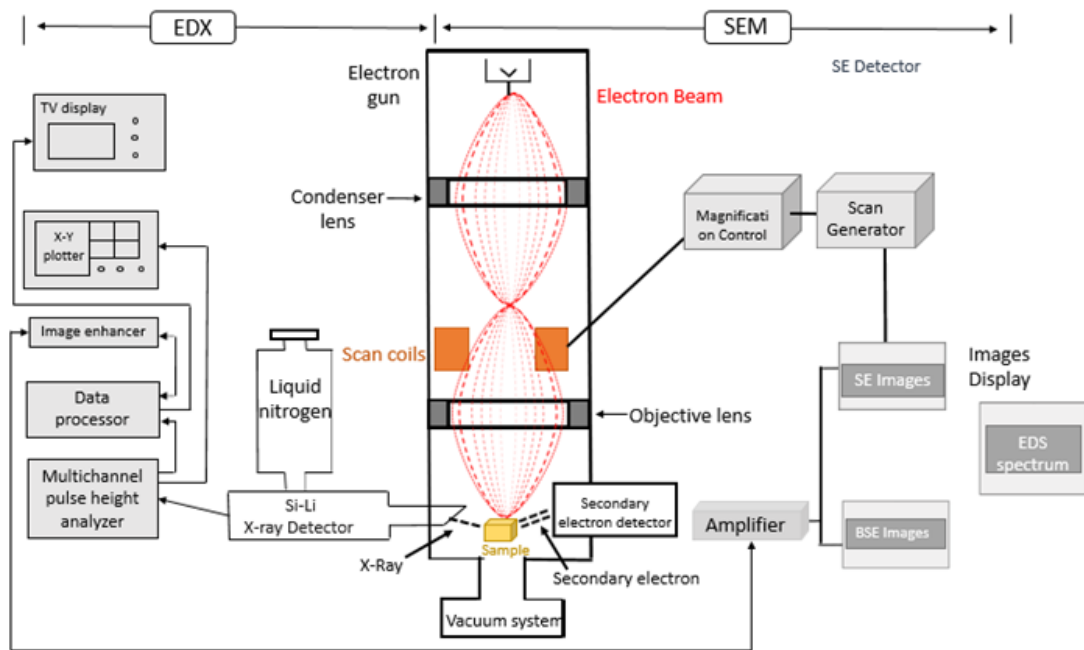 EDX
SEM
SE Detector
Electron
gun
Electron Beam
TV display
Condenser
lens
Magnificati
on Control
Scan
Generator
X-Y
plotter
Image enhancer
Scan coils
Liquid
nitrogen
SE Images
Images
Display
Data
processor
Objective lens
EDS
spectrum
Multichannel
pulse height
analyzer
Si-Li
X-ray Detector
Secondary
electron detector
Amplifier
BSE Images
Sample
X-Ray
Secondary electron
Vacuum system